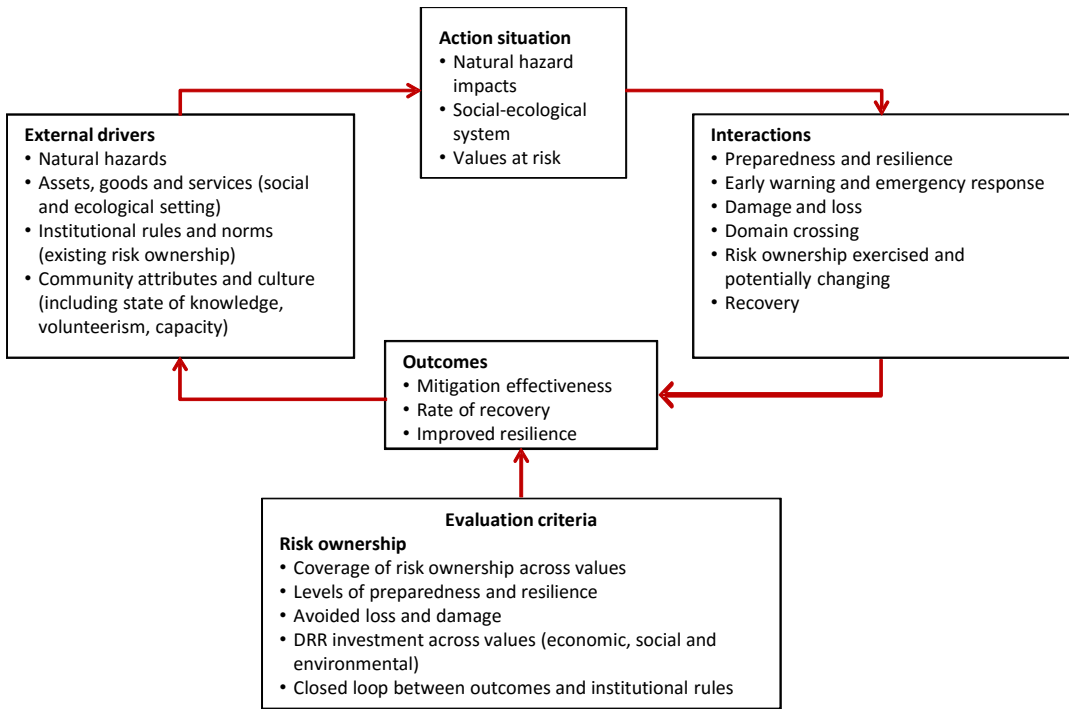 Action situation
• Natural hazard
impacts
• Social-ecological
system
• Values at risk
External drivers
• Natural hazards
• Assets, goods and services (social
and ecological setting)
• Institutional rules and norms
(existing risk ownership)
• Community attributes and culture
(including state of knowledge,
volunteerism, capacity)
Interactions
• Preparedness and resilience
• Early warning and emergency response
• Damage and loss
• Domain crossing
• Risk ownership exercised and
potentially changing
• Recovery
Outcomes
• Mitigation effectiveness
• Rate of recovery
• Improved resilience
Evaluation criteria
Risk ownership
• Coverage of risk ownership across values
• Levels of preparedness and resilience
• Avoided loss and damage
• DRR investment across values (economic, social and
environmental)
• Closed loop between outcomes and institutional rules